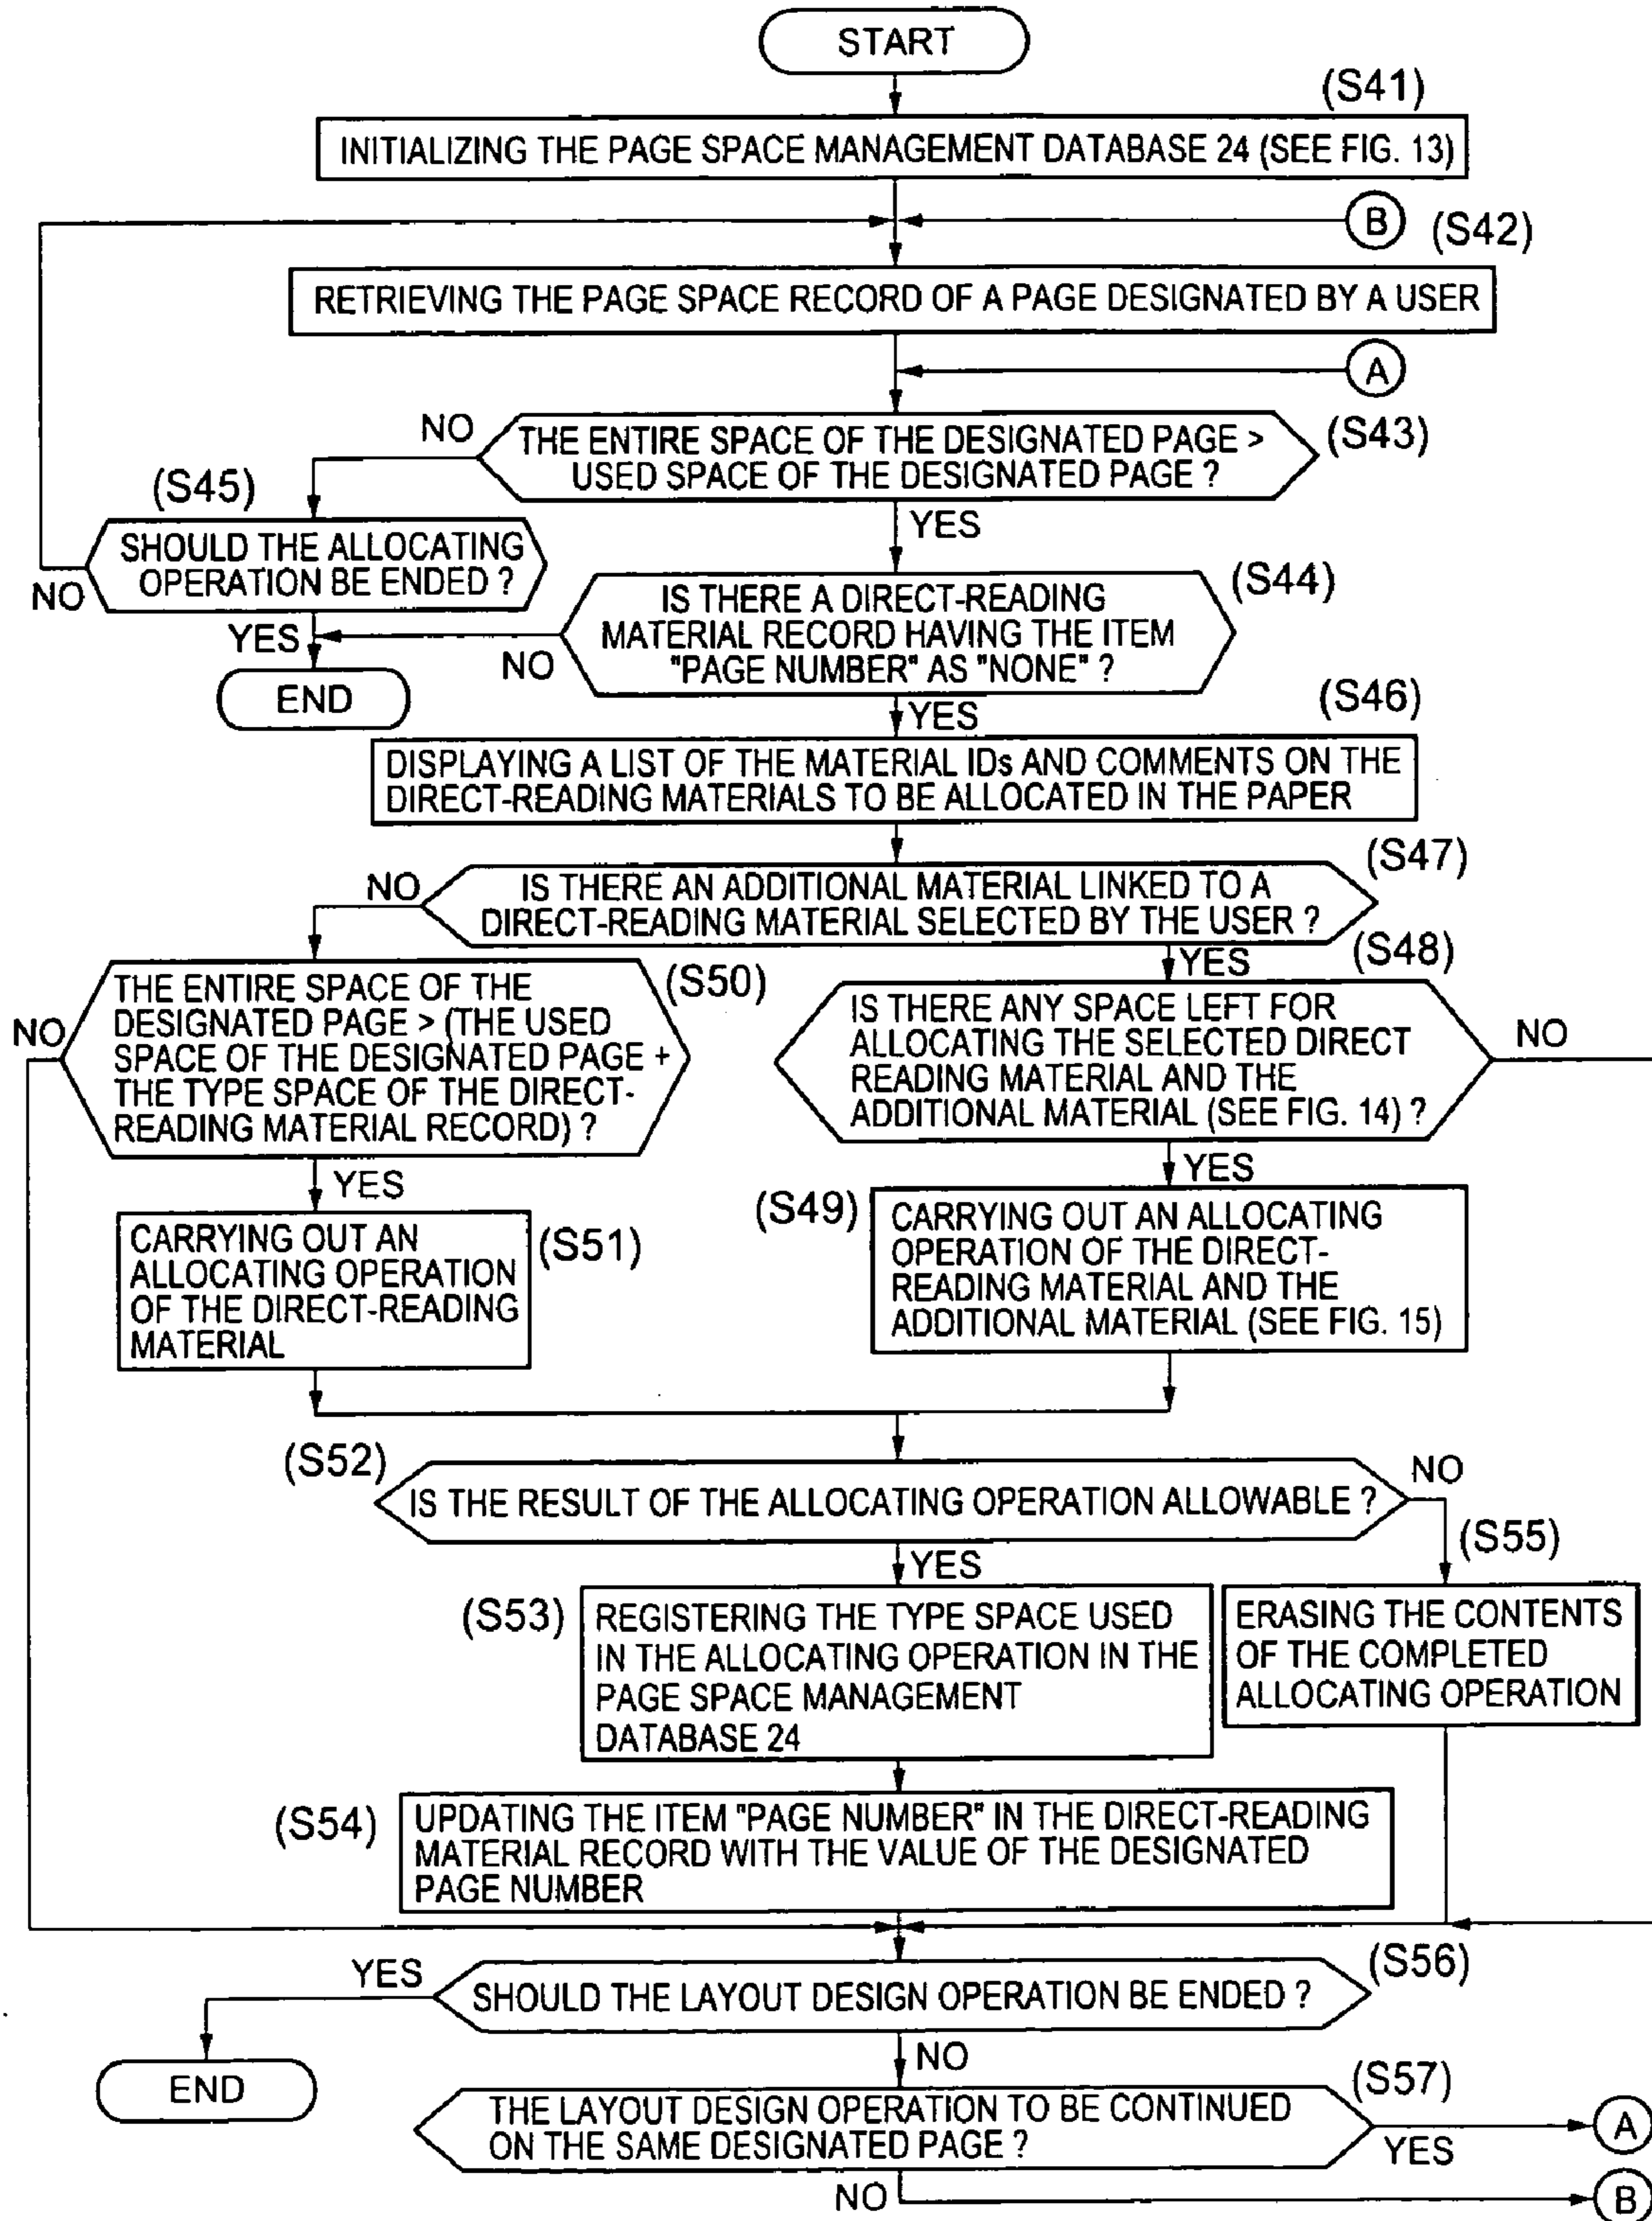 START
(S41)
INITIALIZING THE PAGE SPACE MANAGEMENT DATABASE 24 (SEE FIG. 13)
B
(S42)
RETRIEVING THE PAGE SPACE RECORD OF A PAGE DESIGNATED BY A USER
A
NO
THE ENTIRE SPACE OF THE DESIGNATED PAGE >
USED SPACE OF THE DESIGNATED PAGE ?
(S43)
(S45)
YES
SHOULD THE ALLOCATING
OPERATION BE ENDED ?
NO
YES
(S44)
IS THERE A DIRECT-READING
MATERIAL RECORD HAVING THE ITEM
"PAGE NUMBER" AS "NONE" ?
NO
END
YES
(S46)
DISPLAYING A LIST OF THE MATERIAL IDs AND COMMENTS ON THE
DIRECT-READING MATERIALS TO BE ALLOCATED IN THE PAPER
(S47)
NO
IS THERE AN ADDITIONAL MATERIAL LINKED TO A
DIRECT-READING MATERIAL SELECTED BY THE USER ?
YES
(S48)
(S50)
THE ENTIRE SPACE OF THE
DESIGNATED PAGE > (THE USED
SPACE OF THE DESIGNATED PAGE +
THE TYPE SPACE OF THE DIRECT-
READING MATERIAL RECORD) ?
NO
IS THERE ANY SPACE LEFT FOR
ALLOCATING THE SELECTED DIRECT
READING MATERIAL AND THE
ADDITIONAL MATERIAL (SEE FIG. 14) ?
NO
YES
YES
CARRYING OUT AN
ALLOCATING OPERATION
OF THE DIRECT-READING
MATERIAL
(S51)
(S49)
CARRYING OUT AN ALLOCATING
OPERATION OF THE DIRECT-
READING MATERIAL AND THE
ADDITIONAL MATERIAL (SEE FIG. 15)
(S52)
IS THE RESULT OF THE ALLOCATING OPERATION ALLOWABLE ?
NO
YES
(S55)
(S53)
REGISTERING THE TYPE SPACE USED
IN THE ALLOCATING OPERATION IN THE
PAGE SPACE MANAGEMENT
DATABASE 24
ERASING THE CONTENTS
OF THE COMPLETED
ALLOCATING OPERATION
(S54)
UPDATING THE ITEM "PAGE NUMBER" IN THE DIRECT-READING
MATERIAL RECORD WITH THE VALUE OF THE DESIGNATED
PAGE NUMBER
(S56)
YES
SHOULD THE LAYOUT DESIGN OPERATION BE ENDED ?
NO
END
(S57)
THE LAYOUT DESIGN OPERATION TO BE CONTINUED
ON THE SAME DESIGNATED PAGE ?
A
YES
NO
B